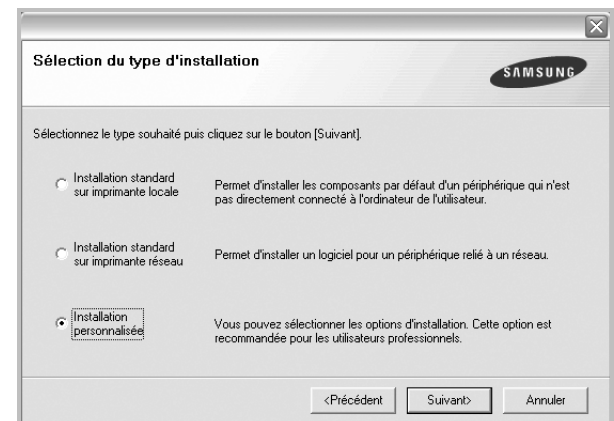 Sélection du type d'installation
SAMSUNG
Sélectionnez le type souhaité puis cliquez sur le bouton [Suivant].
Installation standard
sur imprimante locale
Permet d'installer les composants par défaut d'un périphérique qui n'est
pas directement connecté à l'ordinateur de l'utilisateur.
Installation standard
sur imprimante réseau
Permet d'installer un logiciel pour un périphérique relié à un réseau.
Installation
personnalisée
Vous pouvez sélectionner les options d'installation. Cette option est
recommandée pour les utilisateurs professionnels.
<Précédent
Suivant>
Annuler